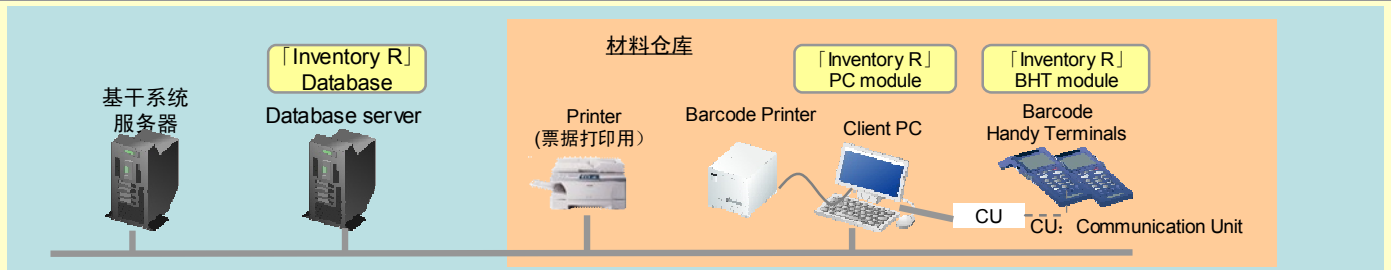 材料仓库
「Inventory R」
Database
「Inventory R」
PC module
「Inventory R」
BHT module
基干系统
服务器
Database server
Printer
(票据打印用）
Barcode Printer
Client PC
Barcode
Handy Terminals
CU
CU：Communication Unit